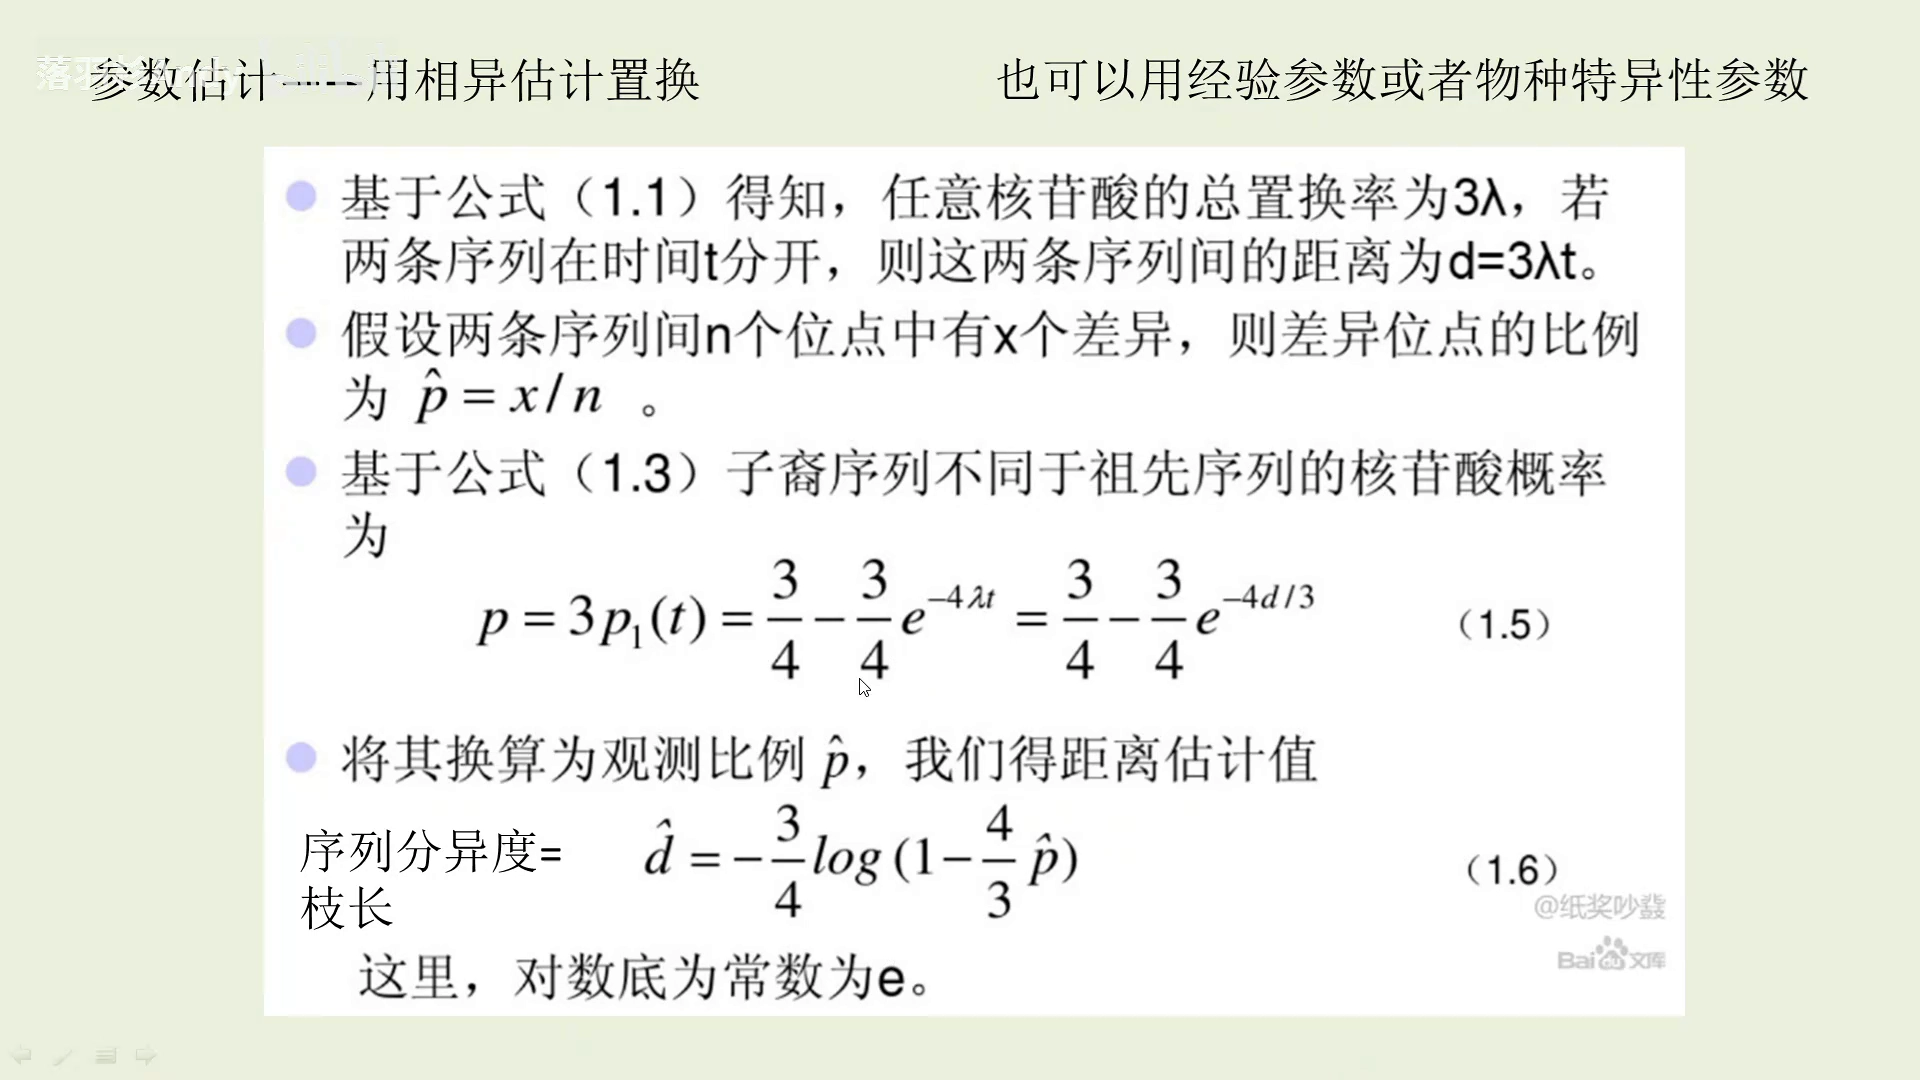 参数估计——用相异估计置换
也可以用经验参数或者物种特异性参数
基于公式（1.1）得知，任意核苷酸的总置换率为3λ，若
两条序列在时间t分开，则这两条序列间的距离为d=3λt。
假设两条序列间n个位点中有x个差异，则差异位点的比例
为 p̂ = x / n 。
基于公式（1.3）子裔序列不同于祖先序列的核苷酸概率
为
p = 3p₁(t) = 3/4 − 3/4 e^(−4λt) = 3/4 − 3/4 e^(−4d/3) （1.5）
将其换算为观测比例 p̂，我们得距离估计值
序列分异度=
枝长
d̂ = − 3/4 log (1− 4/3 p̂) （1.6）
这里，对数底为常数为e。
Bai du 文库